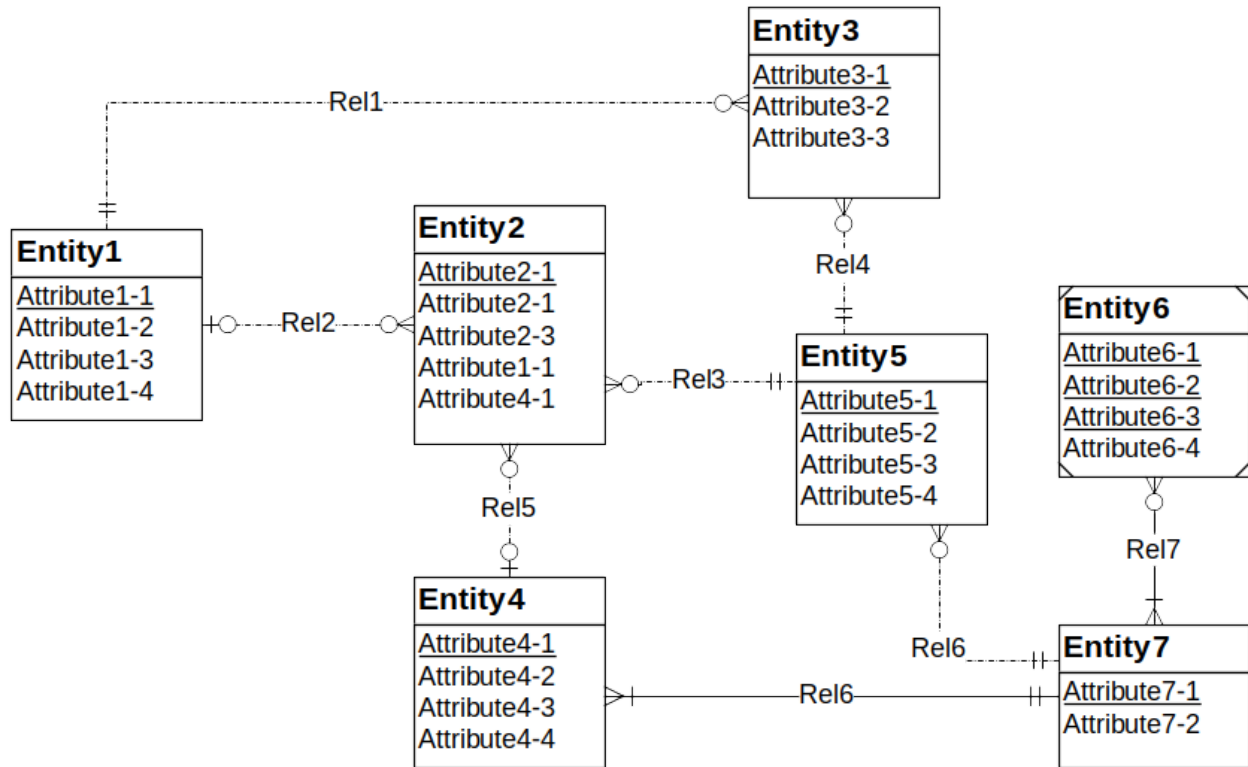 Entity3
Attribute3-1
Attribute3-2
Attribute3-3
Rel1
Entity1
Attribute1-1
Attribute1-2
Attribute1-3
Attribute1-4
Rel2
Entity2
Attribute2-1
Attribute2-1
Attribute2-3
Attribute1-1
Attribute4-1
Rel4
Rel3
Entity5
Attribute5-1
Attribute5-2
Attribute5-3
Attribute5-4
Entity6
Attribute6-1
Attribute6-2
Attribute6-3
Attribute6-4
Rel5
Rel7
Entity4
Attribute4-1
Attribute4-2
Attribute4-3
Attribute4-4
Rel6
Rel6
Entity7
Attribute7-1
Attribute7-2